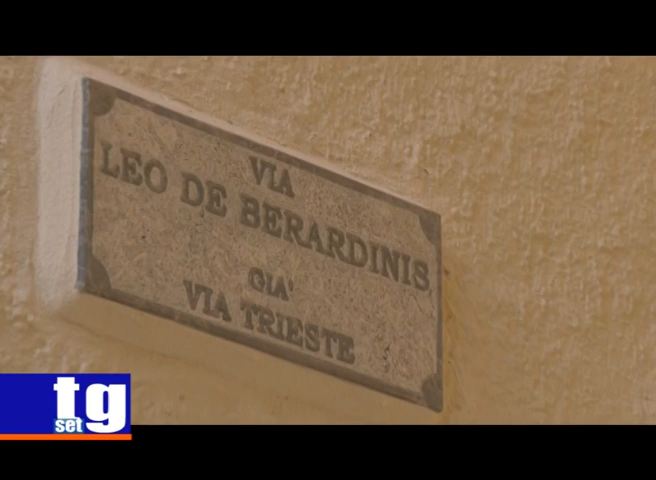 VIA
LEO DE BERARDINIS
GIA'
VIA TRIESTE
tg
set